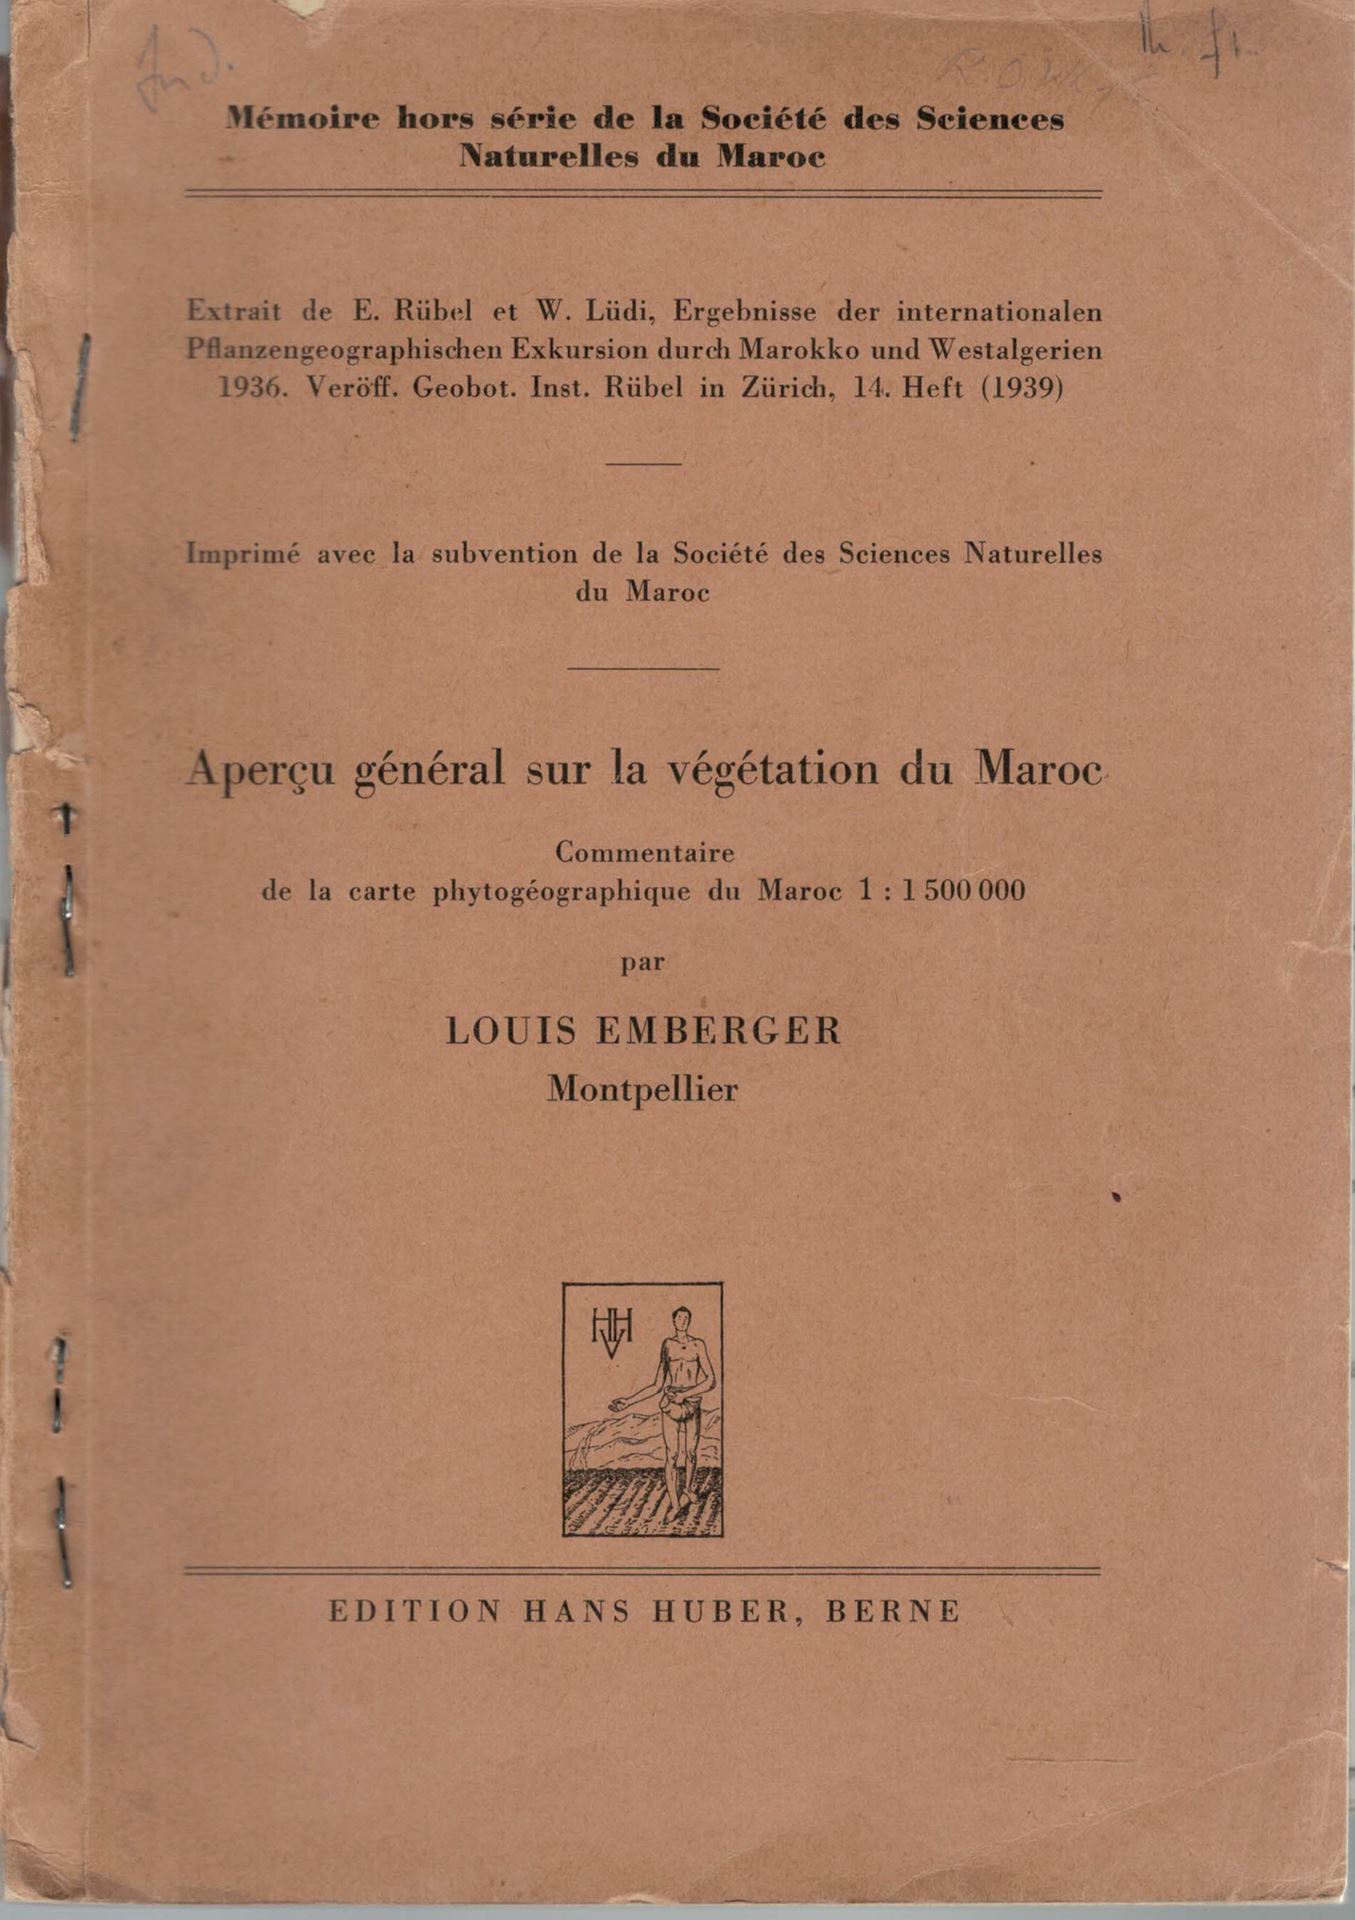 Mémoire hors série de la Société des Sciences
Naturelles du Maroc
Extrait de E. Rübel et W. Lüdi, Ergebnisse der internationalen
Pflanzengeographischen Exkursion durch Marokko und Westalgerien
1936. Veröff. Geobot. Inst. Rübel in Zürich, 14. Heft (1939)
Imprimé avec la subvention de la Société des Sciences Naturelles
du Maroc
Aperçu général sur la végétation du Maroc
Commentaire
de la carte phytogéographique du Maroc 1 : 1 500 000
par
LOUIS EMBERGER
Montpellier
EDITION HANS HUBER, BERNE